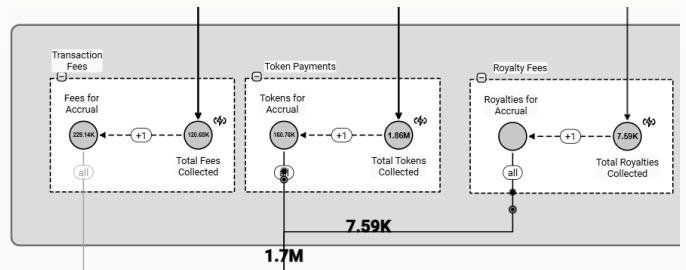 Transaction
Fees
Fees for
Accrual
229.14K
+1
120.68K
Total Fees
Collected
all
Token Payments
Tokens for
Accrual
160.76K
+1
1.86M
Total Tokens
Collected
Royalty Fees
Royalties for
Accrual
+1
7.59K
Total Royalties
Collected
all
7.59K
1.7M